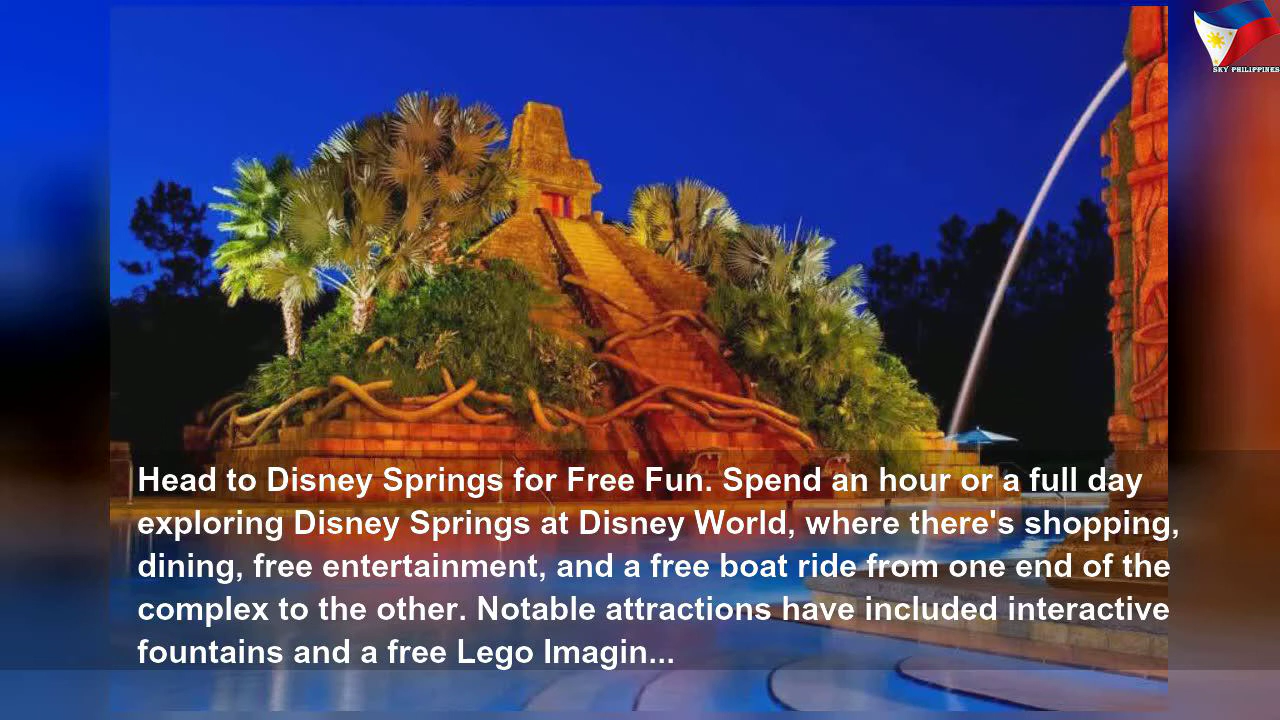 SKY PHILIPPINES
Head to Disney Springs for Free Fun. Spend an hour or a full day
exploring Disney Springs at Disney World, where there's shopping,
dining, free entertainment, and a free boat ride from one end of the
complex to the other. Notable attractions have included interactive
fountains and a free Lego Imagin...